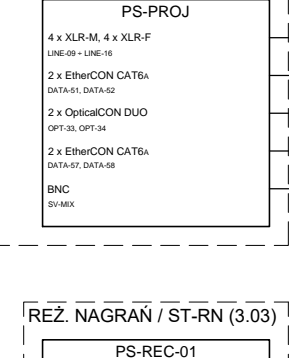 PS-PROJ
4 x XLR-M, 4 x XLR-F
LINE-09 ÷ LINE-16
2 x EtherCON CAT6A
DATA-51, DATA-52
2 x OpticalCON DUO
OPT-33, OPT-34
2 x EtherCON CAT6A
DATA-57, DATA-58
BNC
SV-MIX
REŻ. NAGRAŃ / ST-RN (3.03)
PS-REC-01